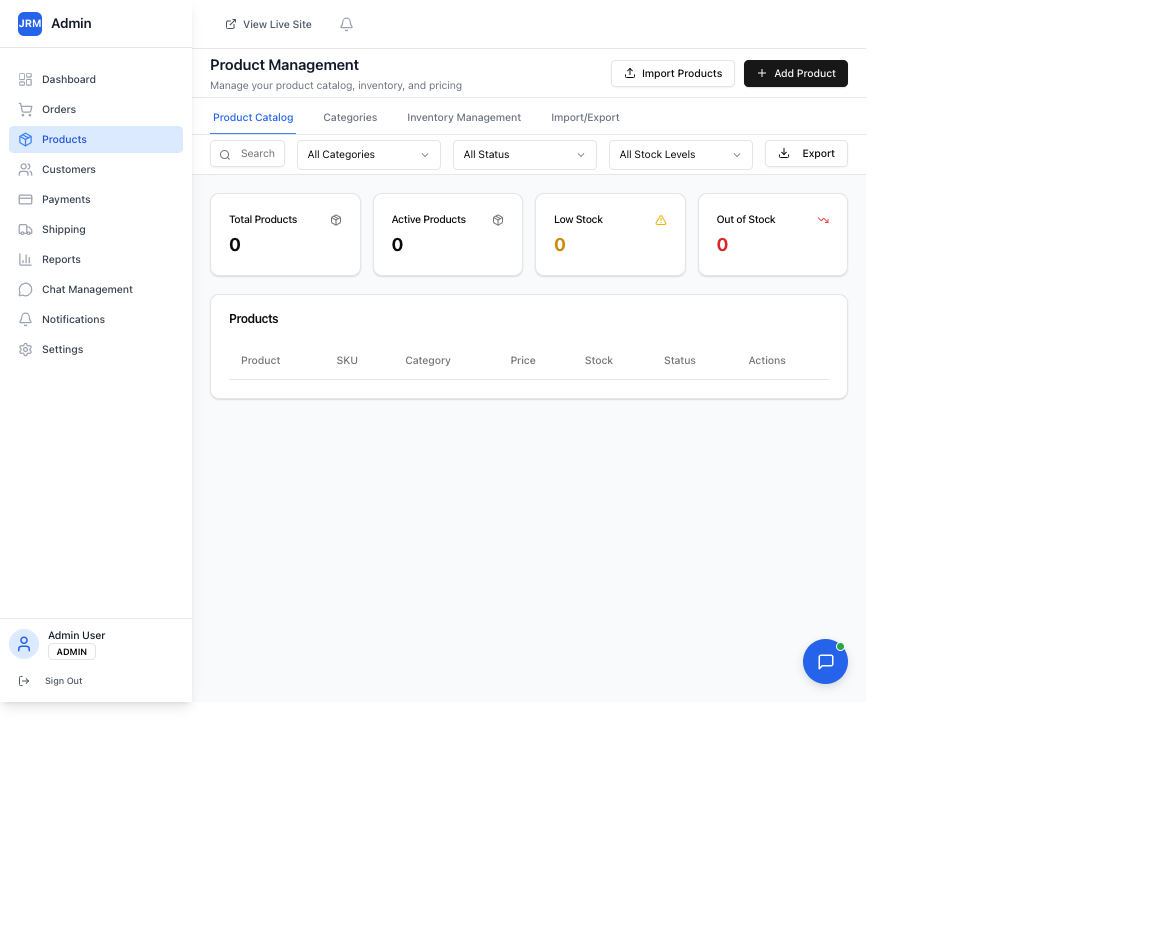 JRM Admin
Dashboard
Orders
Products
Customers
Payments
Shipping
Reports
Chat Management
Notifications
Settings
Admin User
ADMIN
Sign Out
View Live Site
Product Management
Manage your product catalog, inventory, and pricing
Import Products
Add Product
Product Catalog Categories Inventory Management Import/Export
Search All Categories All Status All Stock Levels Export
Total Products
0
Active Products
0
Low Stock
0
Out of Stock
0
Products
Product SKU Category Price Stock Status Actions